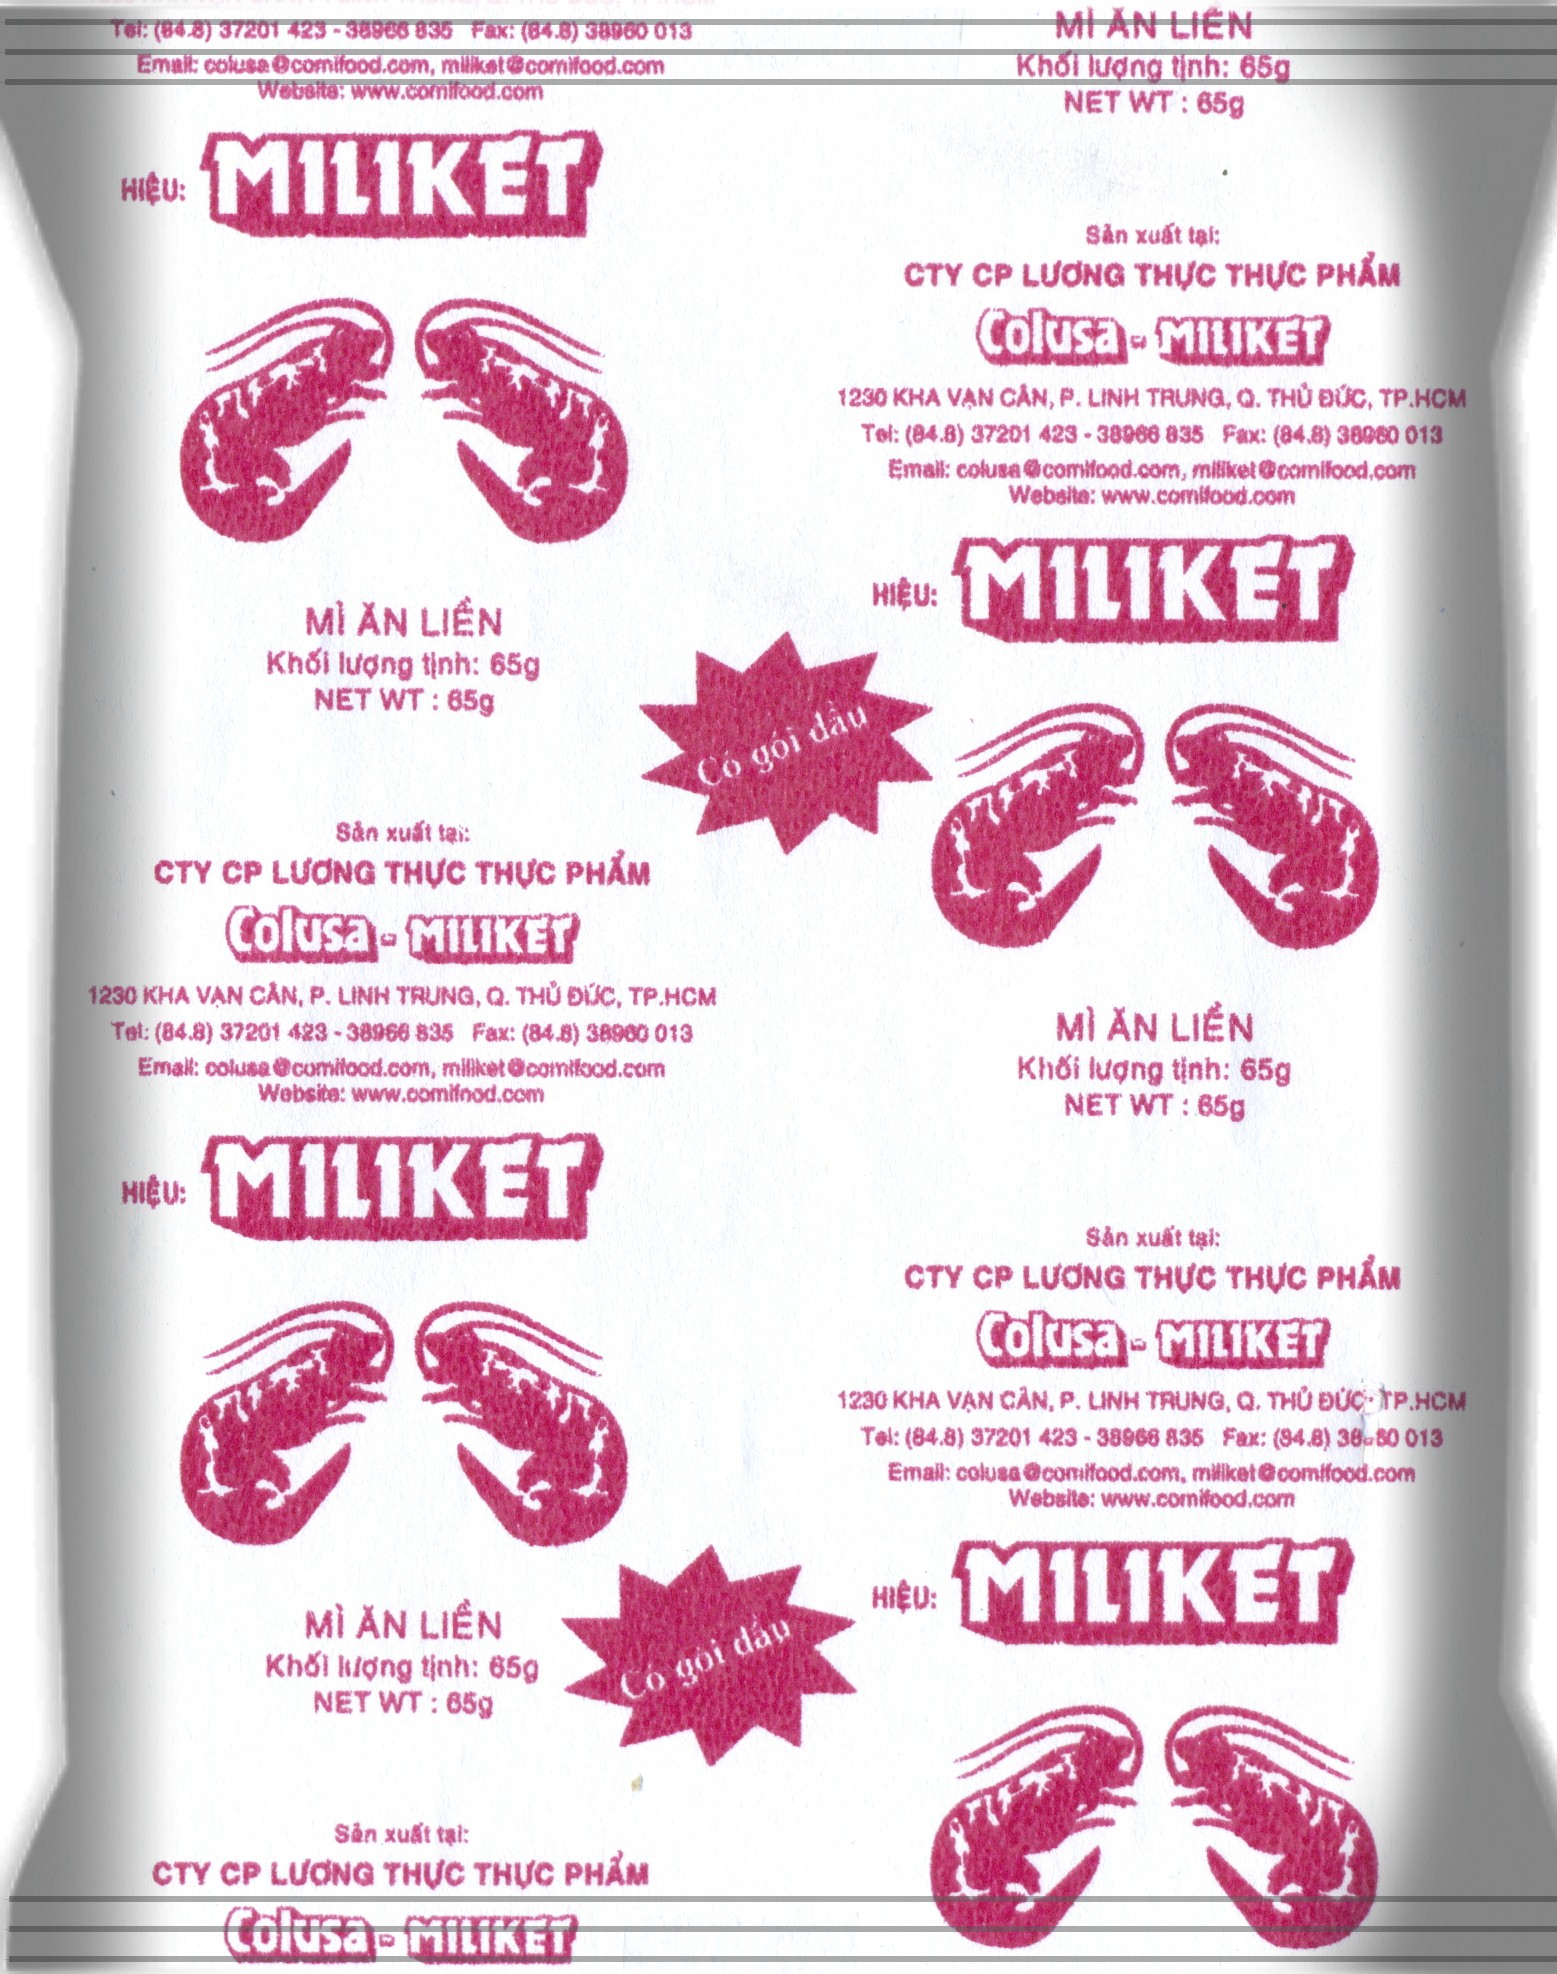 Tel: (84.8) 37201 423 - 38966 835 Fax: (84.8) 38960 013
Email: colusa@comifood.com, miliket@comifood.com
Website: www.comifood.com
HIỆU: MILIKET
MÌ ĂN LIỀN
Khối lượng tịnh: 65g
NET WT : 65g
Sản xuất tại:
CTY CP LƯƠNG THỰC THỰC PHẨM
Colusa - MILIKET
1230 KHA VẠN CÂN, P. LINH TRUNG, Q. THỦ ĐỨC, TP.HCM
Tel: (84.8) 37201 423 - 38966 835 Fax: (84.8) 38960 013
Email: colusa@comifood.com, miliket@comifood.com
Website: www.comifood.com
HIỆU: MILIKET
MÌ ĂN LIỀN
Khối lượng tịnh: 65g
NET WT : 65g
Sản xuất tại:
CTY CP LƯƠNG THỰC THỰC PHẨM
Colusa - MILIKET
Có gói dầu
Có gói dầu
MÌ ĂN LIỀN
Khối lượng tịnh: 65g
NET WT : 65g
Sản xuất tại:
CTY CP LƯƠNG THỰC THỰC PHẨM
Colusa - MILIKET
1230 KHA VẠN CÂN, P. LINH TRUNG, Q. THỦ ĐỨC, TP.HCM
Tel: (84.8) 37201 423 - 38966 835 Fax: (84.8) 38960 013
Email: colusa@comifood.com, miliket@comifood.com
Website: www.comifood.com
HIỆU: MILIKET
MÌ ĂN LIỀN
Khối lượng tịnh: 65g
NET WT : 65g
Sản xuất tại:
CTY CP LƯƠNG THỰC THỰC PHẨM
Colusa - MILIKET
1230 KHA VẠN CÂN, P. LINH TRUNG, Q. THỦ ĐỨC, TP.HCM
Tel: (84.8) 37201 423 - 38966 835 Fax: (84.8) 38960 013
Email: colusa@comifood.com, miliket@comifood.com
Website: www.comifood.com
HIỆU: MILIKET